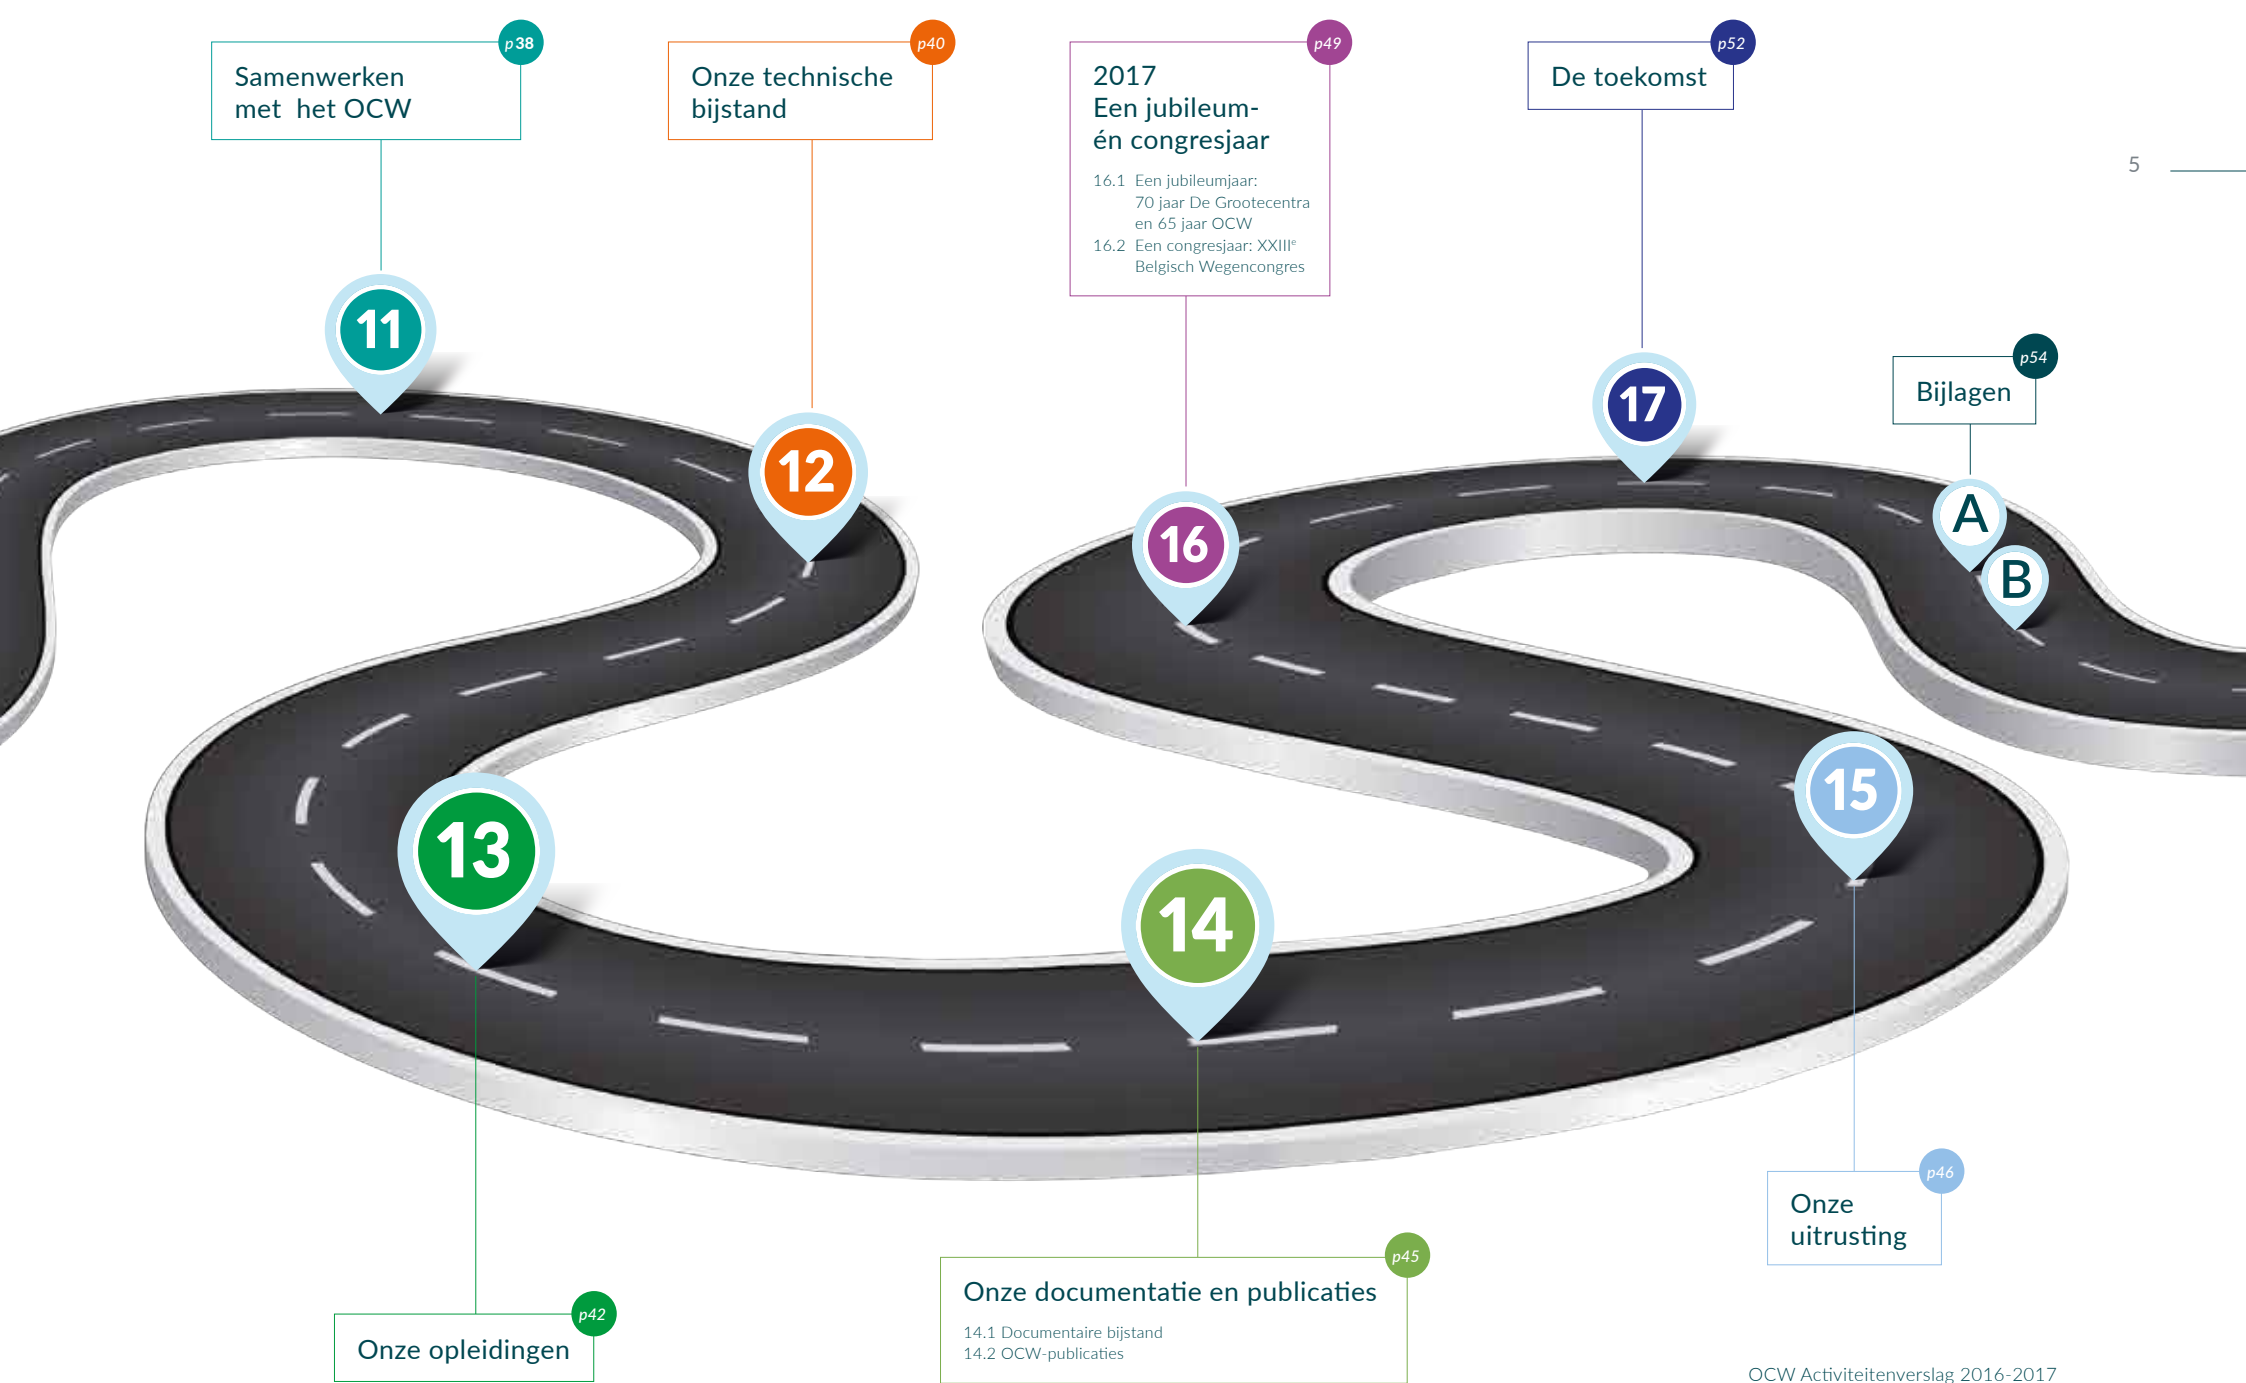 p38
Samenwerken
met het OCW
11
p40
Onze technische
bijstand
12
p49
2017
Een jubileum-
én congresjaar
16.1 Een jubileumjaar:
70 jaar De Grootecentra
en 65 jaar OCW
16.2 Een congresjaar: XXIIIe
Belgisch Wegencongres
16
p52
De toekomst
17
5
p54
Bijlagen
A
B
15
13
14
p46
Onze
uitrusting
p45
Onze documentatie en publicaties
14.1 Documentaire bijstand
14.2 OCW-publicaties
p42
Onze opleidingen
OCW Activiteitenverslag 2016-2017